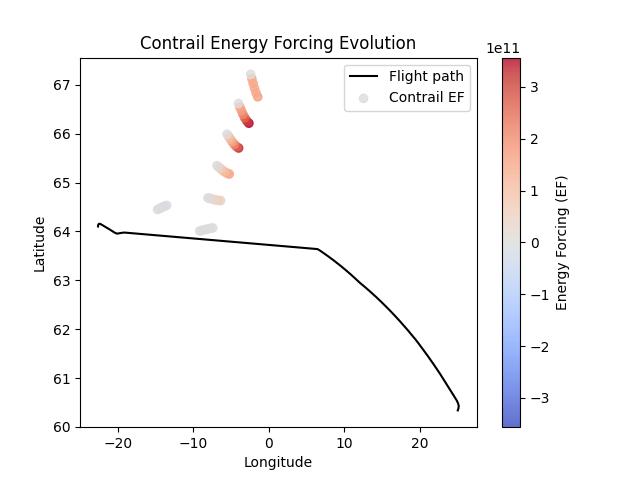 Contrail Energy Forcing Evolution
1e11
Flight path
Contrail EF
67
66
65
64
63
62
61
60
Latitude
−20
−10
0
10
20
Longitude
3
2
1
0
−1
−2
−3
Energy Forcing (EF)